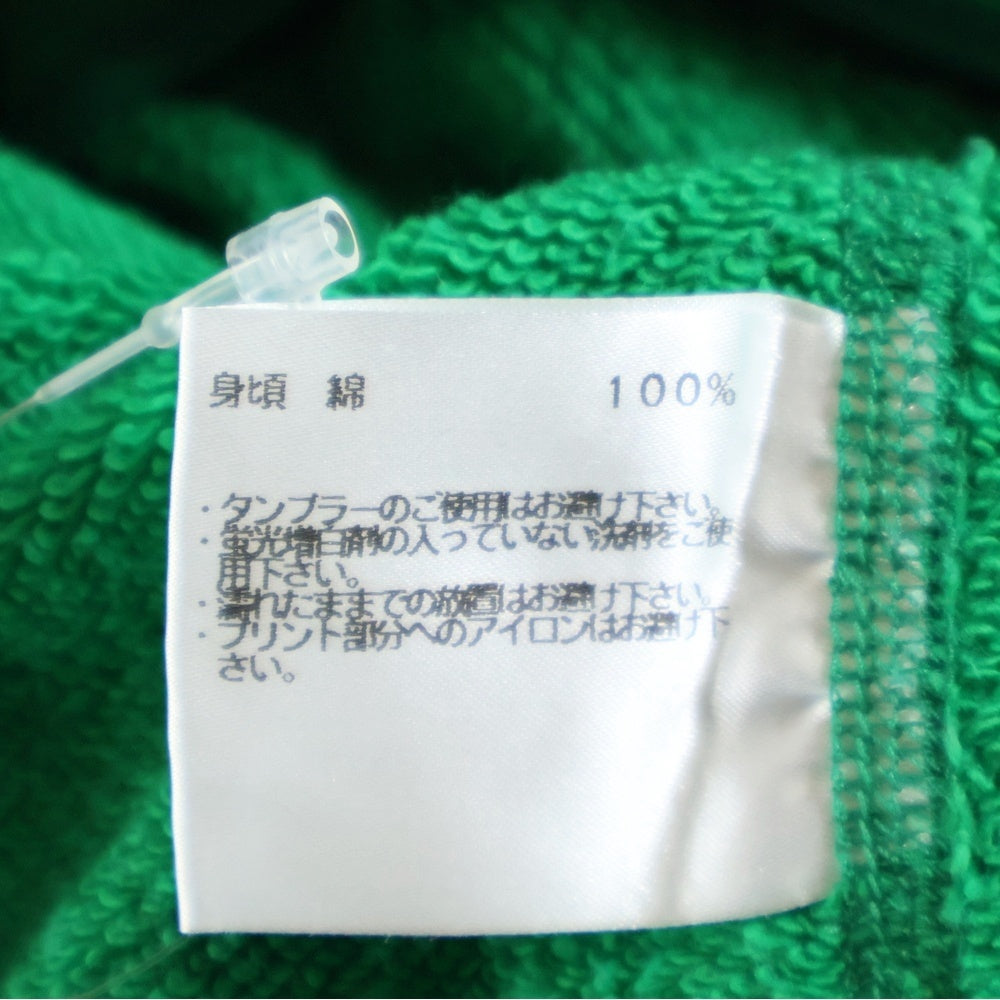 身頃 綿 100%
・タンブラーのご使用はお避け下さい。
・蛍光増白剤の入っていない洗剤をご使
用下さい。
・濡れたままでの放置はお避け下さい。
・プリント部分へのアイロンはお避け下
さい。